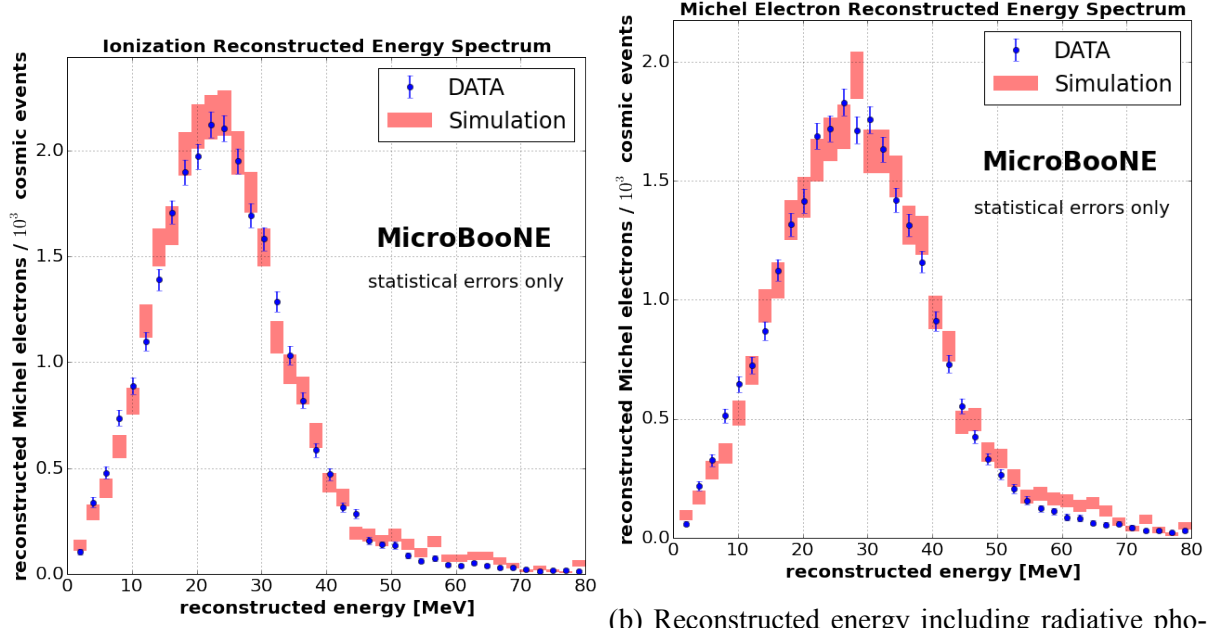 Ionization Reconstructed Energy Spectrum
reconstructed Michel electrons / 10³ cosmic events
DATA
Simulation
MicroBooNE
statistical errors only
2.0
1.5
1.0
0.5
0.0
0 10 20 30 40 50 60 70 80
reconstructed energy [MeV]
Michel Electron Reconstructed Energy Spectrum
reconstructed Michel electrons / 10³ cosmic events
DATA
Simulation
MicroBooNE
statistical errors only
2.0
1.5
1.0
0.5
0.0
0 10 20 30 40 50 60 70 80
reconstructed energy [MeV]
(b) Reconstructed energy including radiative pho-